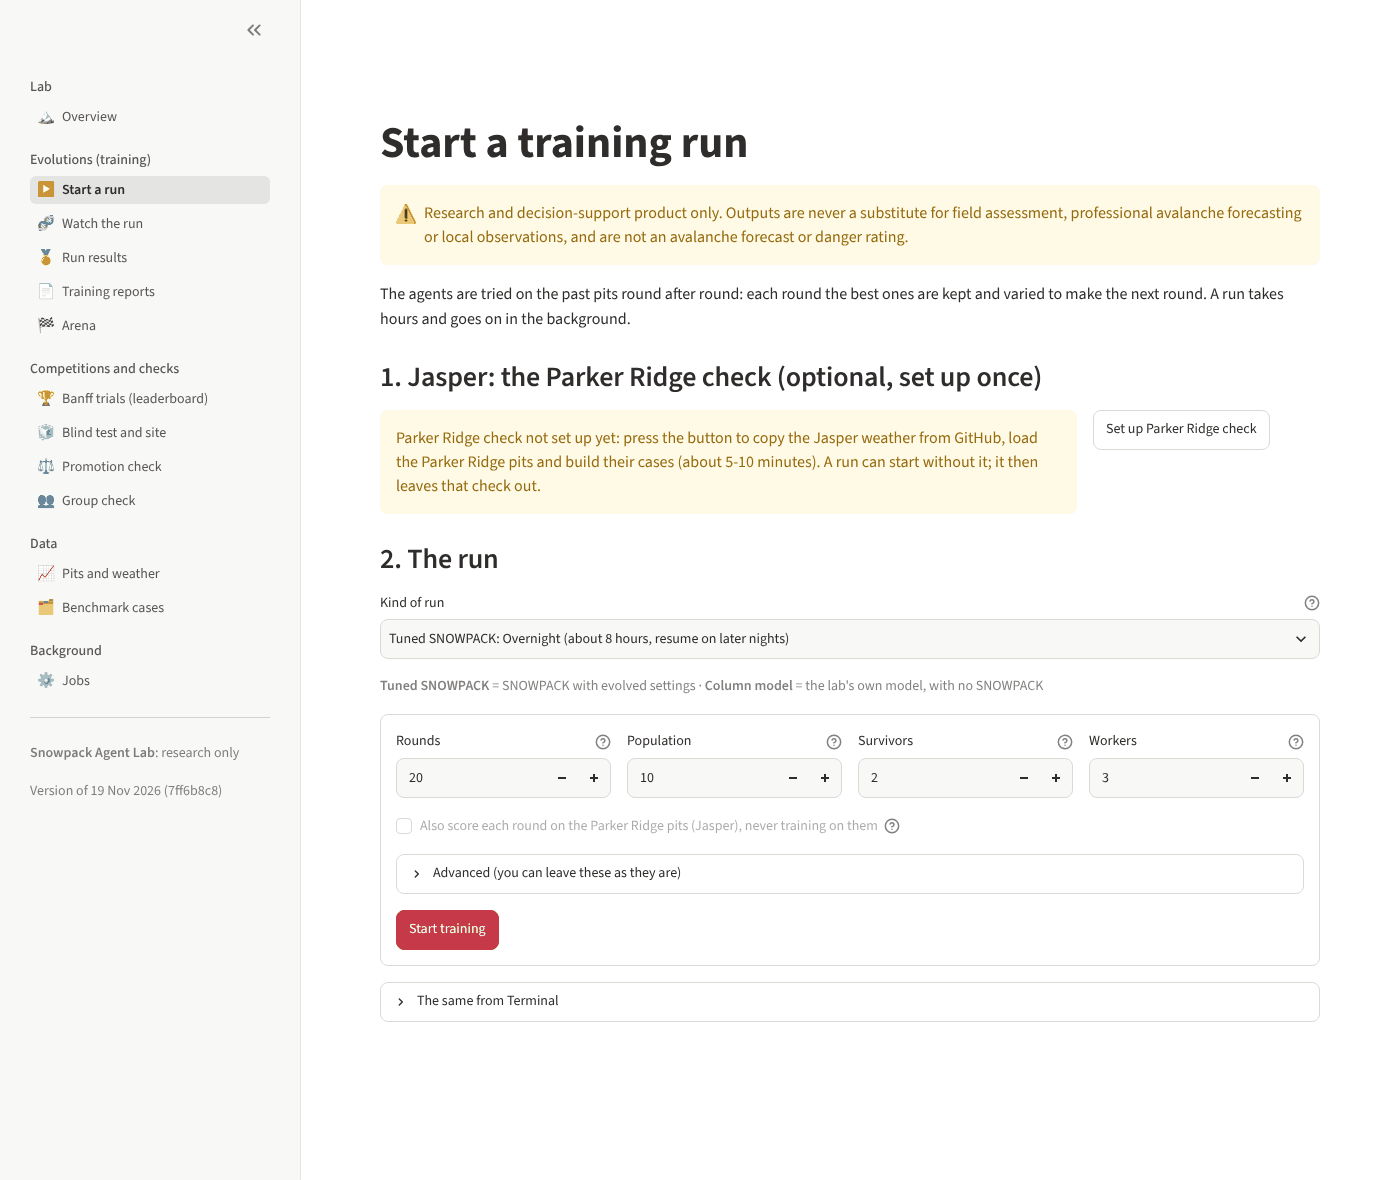 Lab
Overview
Evolutions (training)
Start a run
Watch the run
Run results
Training reports
Arena
Competitions and checks
Banff trials (leaderboard)
Blind test and site
Promotion check
Group check
Data
Pits and weather
Benchmark cases
Background
Jobs
Snowpack Agent Lab: research only
Version of 19 Nov 2026 (7ff6b8c8)
Start a training run
Research and decision-support product only. Outputs are never a substitute for field assessment, professional avalanche forecasting
or local observations, and are not an avalanche forecast or danger rating.
The agents are tried on the past pits round after round: each round the best ones are kept and varied to make the next round. A run takes
hours and goes on in the background.
1. Jasper: the Parker Ridge check (optional, set up once)
Parker Ridge check not set up yet: press the button to copy the Jasper weather from GitHub, load
the Parker Ridge pits and build their cases (about 5-10 minutes). A run can start without it; it then
leaves that check out.
Set up Parker Ridge check
2. The run
Kind of run
Tuned SNOWPACK: Overnight (about 8 hours, resume on later nights)
Tuned SNOWPACK = SNOWPACK with evolved settings · Column model = the lab's own model, with no SNOWPACK
Rounds
Population
Survivors
Workers
20
10
2
3
Also score each round on the Parker Ridge pits (Jasper), never training on them
Advanced (you can leave these as they are)
Start training
The same from Terminal